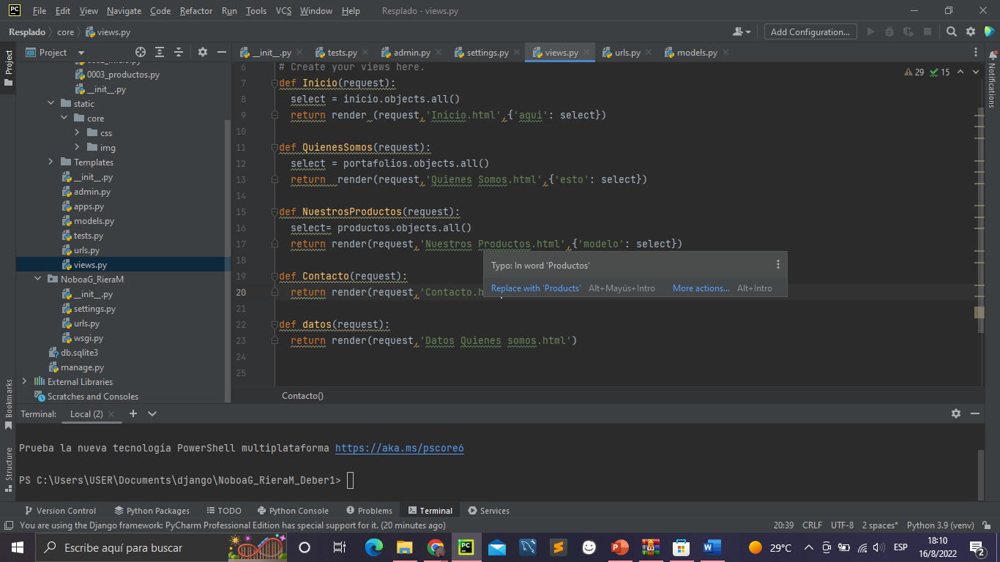 PC File Edit View Navigate Code Refactor Run Tools VCS Window Help Resplado - views.py
Resplado core views.py Add Configuration...
Project
Project __init__.py tests.py admin.py settings.py views.py urls.py models.py
Notifications
0003_productos.py
__init__.py
static
core
css
img
Templates
__init__.py
admin.py
apps.py
models.py
tests.py
urls.py
views.py
NoboaG_RieraM
__init__.py
settings.py
urls.py
wsgi.py
db.sqlite3
manage.py
External Libraries
Scratches and Consoles
29 15
6 # Create your views here.
7 def Inicio(request):
8 select = inicio.objects.all()
9 return render (request,'Inicio.html',{'aqui': select})
10
11 def QuienesSomos(request):
12 select = portafolios.objects.all()
13 return  render(request,'Quienes Somos.html',{'esto': select})
14
15 def NuestrosProductos(request):
16 select= productos.objects.all()
17 return render(request,'Nuestros Productos.html',{'modelo': select})
18
19 def Contacto(request):
20 return render(request,'Contacto.h
21
22 def datos(request):
23 return render(request,'Datos Quienes somos.html')
24
25
Typo: In word 'Productos'
Replace with 'Products' Alt+Mayús+Intro More actions... Alt+Intro
Contacto()
Bookmarks
Structure
Terminal: Local (2)
Prueba la nueva tecnología PowerShell multiplataforma https://aka.ms/pscore6
PS C:\Users\USER\Documents\django\NoboaG_RieraM_Deber1>
Version Control Python Packages TODO Python Console Problems Terminal Services
You are using the Django framework: PyCharm Professional Edition has special support for it. (20 minutes ago) 20:39 CRLF UTF-8 2 spaces* Python 3.9 (venv)
Escribe aquí para buscar
29°C ESP 18:10
16/8/2022 2